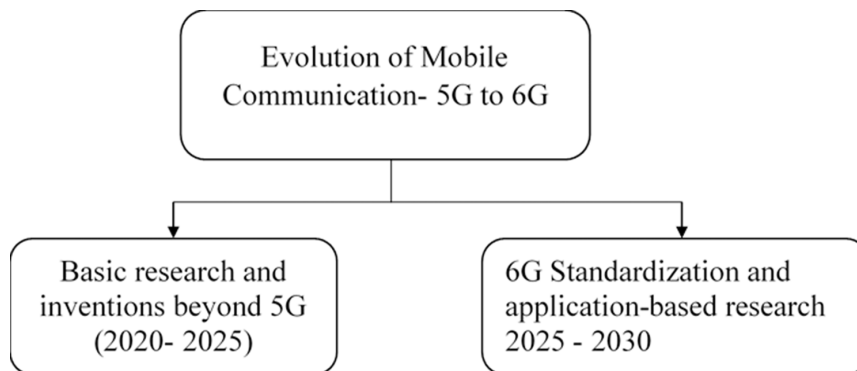 Evolution of Mobile
Communication- 5G to 6G
Basic research and
inventions beyond 5G
(2020- 2025)
6G Standardization and
application-based research
2025 - 2030